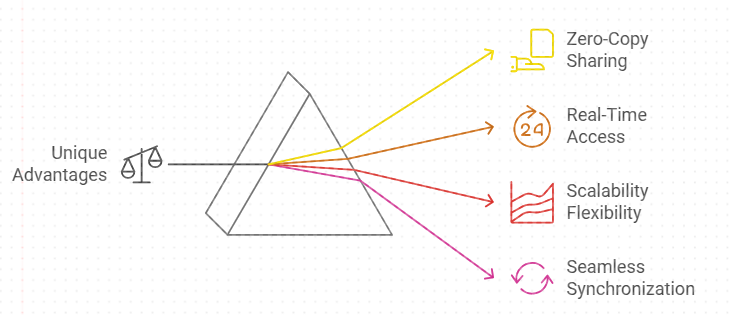 Unique
Advantages
Zero-Copy
Sharing
24
Real-Time
Access
Scalability
Flexibility
Seamless
Synchronization